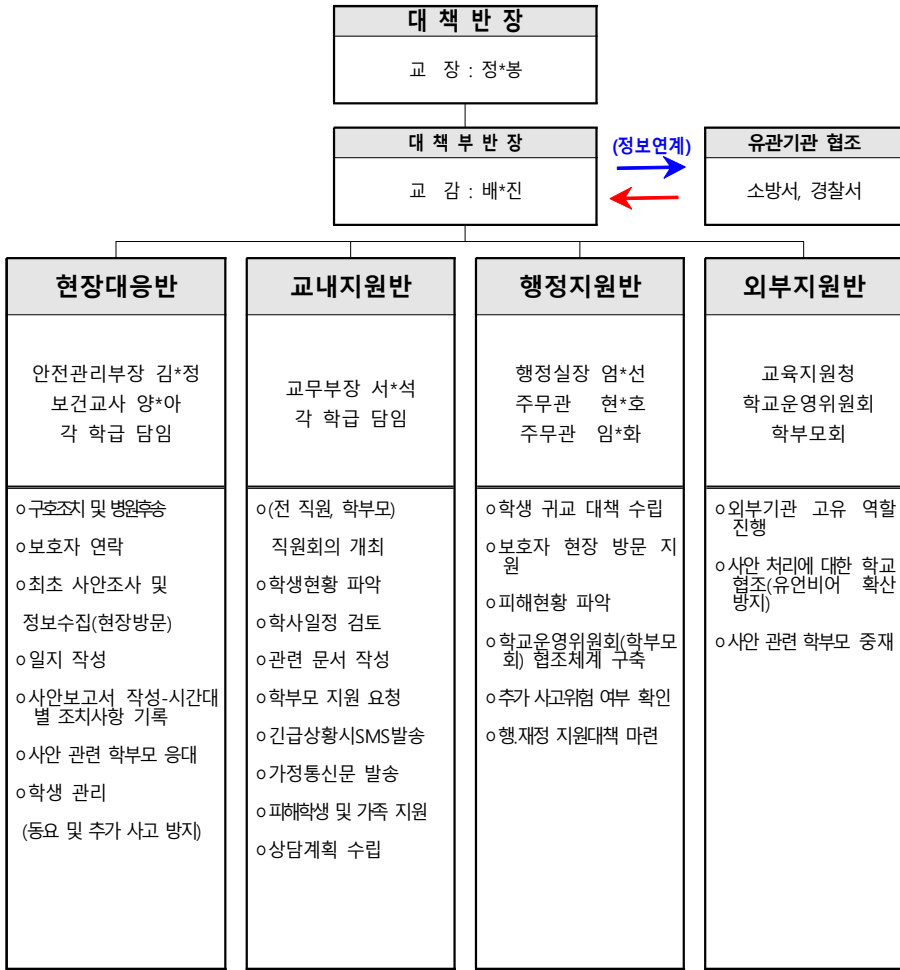 대 책 반 장
교 장 : 정*봉
대 책 부 반 장
교 감 : 배*진
(정보연계)
유관기관 협조
소방서, 경찰서
현장대응반
안전관리부장 김*정
보건교사 양*아
각 학급 담임
ㅇ구호조치 및 병원후송
ㅇ보호자 연락
ㅇ최초 사안조사 및
정보수집(현장방문)
ㅇ일지 작성
ㅇ사안보고서 작성-시간대
별 조치사항 기록
ㅇ사안 관련 학부모 응대
ㅇ학생 관리
(동요 및 추가 사고 방지)
교내지원반
교무부장 서*석
각 학급 담임
ㅇ(전 직원, 학부모)
직원회의 개최
ㅇ학생현황 파악
ㅇ학사일정 검토
ㅇ관련 문서 작성
ㅇ학부모 지원 요청
ㅇ긴급상황시SMS발송
ㅇ가정통신문 발송
ㅇ피해학생 및 가족 지원
ㅇ상담계획 수립
행정지원반
행정실장 엄*선
주무관 현*호
주무관 임*화
ㅇ학생 귀교 대책 수립
ㅇ보호자 현장 방문 지
원
ㅇ피해현황 파악
ㅇ학교운영위원회(학부모
회) 협조체계 구축
ㅇ추가 사고위험 여부 확인
ㅇ행.재정 지원대책 마련
외부지원반
교육지원청
학교운영위원회
학부모회
ㅇ외부기관 고유 역할
진행
ㅇ사안 처리에 대한 학교
협조(유언비어 확산
방지)
ㅇ사안 관련 학부모 중재